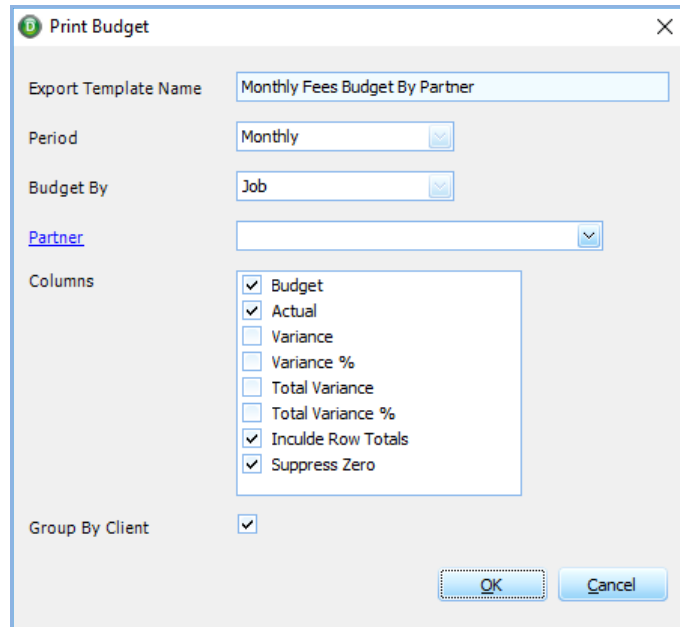 Print Budget
Export Template Name Monthly Fees Budget By Partner
Period Monthly
Budget By Job
Partner
Columns
Budget
Actual
Variance
Variance %
Total Variance
Total Variance %
Inculde Row Totals
Suppress Zero
Group By Client
OK Cancel